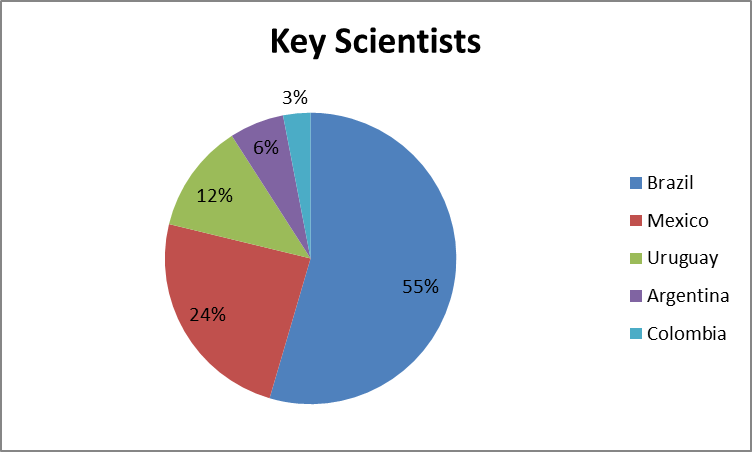 Key Scientists
3%
6%
12%
24%
55%
Brazil
Mexico
Uruguay
Argentina
Colombia